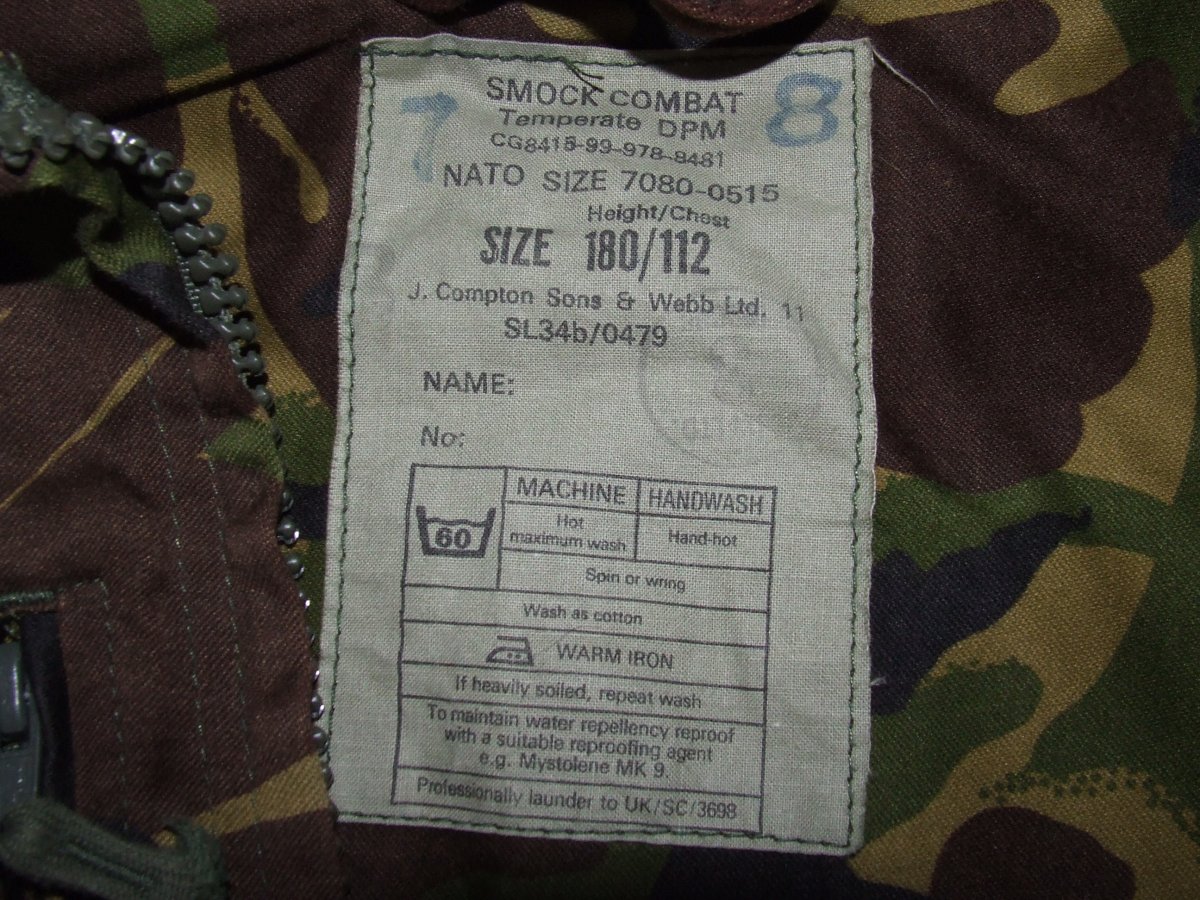 SMOCK COMBAT
Temperate DPM
7 8
CG8415-99-978-8481
NATO SIZE 7080-0515
Height/Chest
SIZE 180/112
J. Compton Sons & Webb Ltd. 11
SL34b/0479
NAME:
No:
MACHINE HANDWASH
60
Hot
maximum wash
Hand-hot
Spin or wring
Wash as cotton
WARM IRON
If heavily soiled, repeat wash
To maintain water repellency reproof
with a suitable reproofing agent
e.g. Mystolene MK 9.
Professionally launder to UK/SC/3698